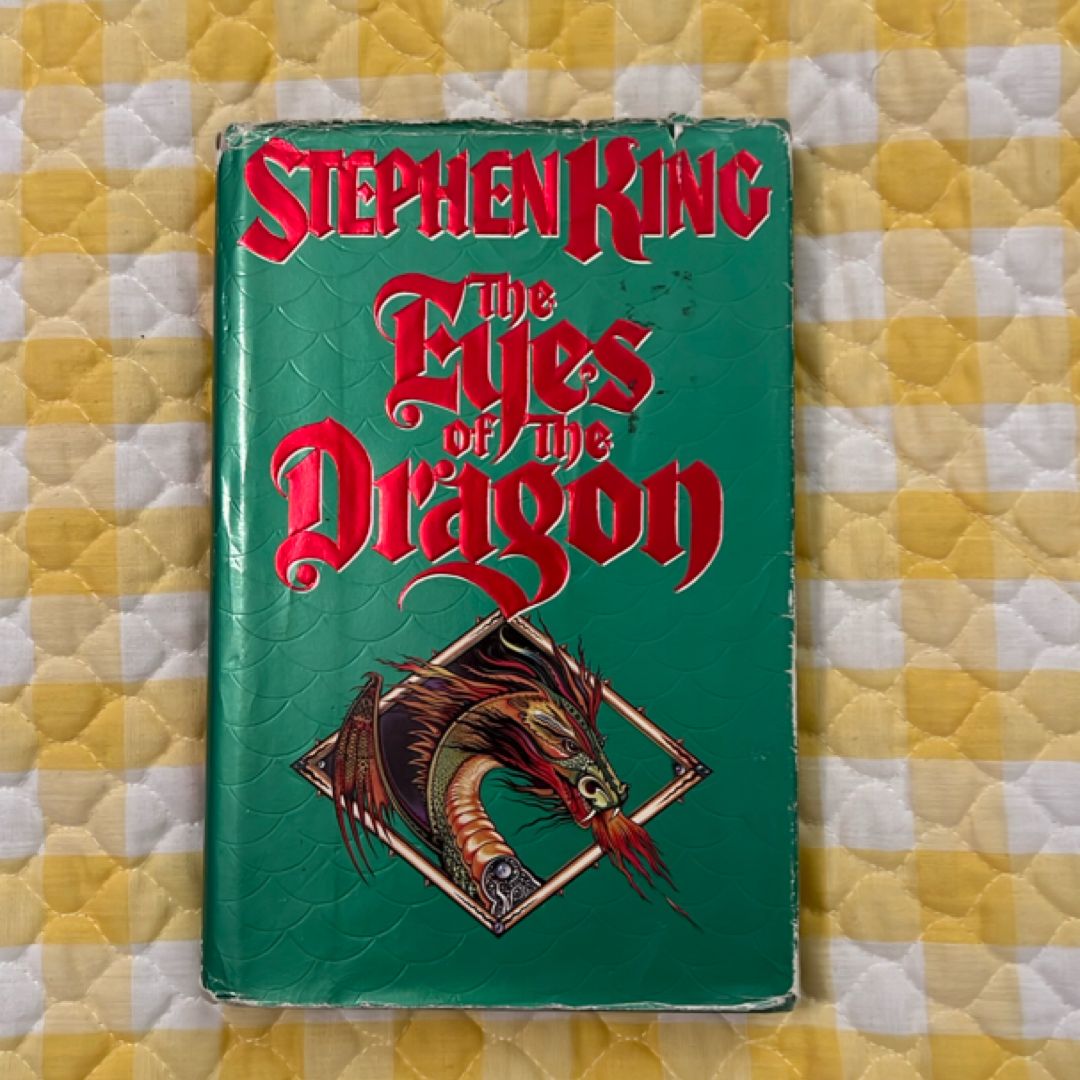 STEPHEN KING
The
Eyes
of The
Dragon